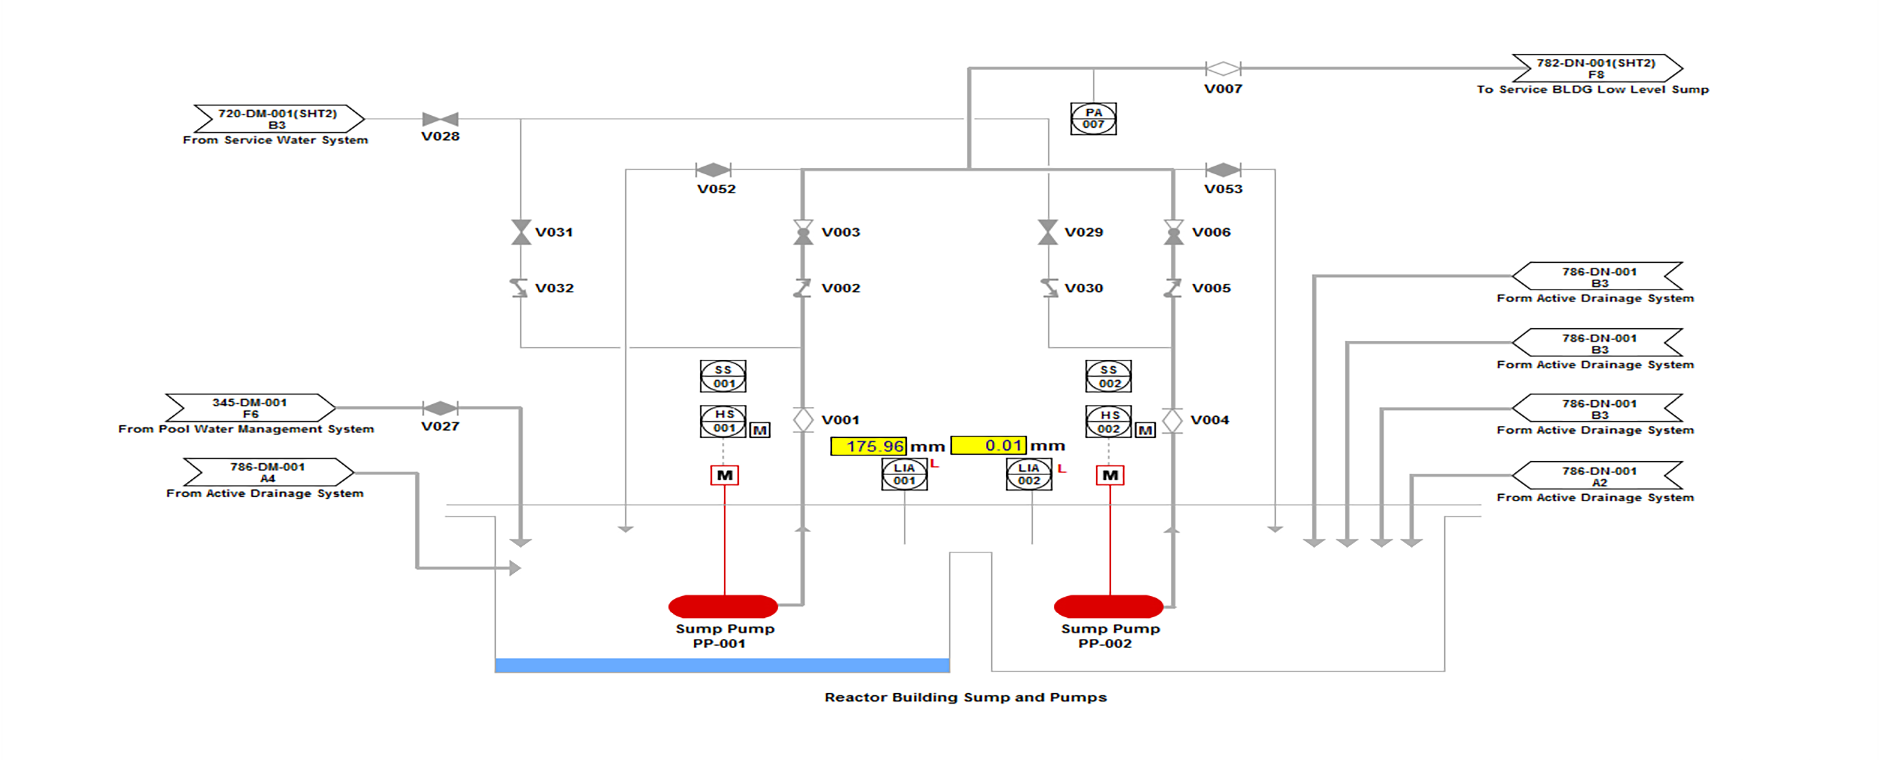 782-DN-001(SHT2)
F8
To Service BLDG Low Level Sump
V007
PA
007
720-DM-001(SHT2)
B3
From Service Water System
V028
V052
V053
V031
V003
V029
V006
V032
V002
V030
V005
786-DN-001
B3
Form Active Drainage System
786-DN-001
B3
Form Active Drainage System
SS
001
SS
002
345-DM-001
F6
From Pool Water Management System
V027
HS
001
M
V001
HS
002
M
V004
786-DN-001
B3
From Active Drainage System
175.96 mm
0.01 mm
786-DM-001
A4
From Active Drainage System
M
LIA
001
L
LIA
002
L
M
786-DN-001
A2
From Active Drainage System
Sump Pump
PP-001
Sump Pump
PP-002
Reactor Building Sump and Pumps